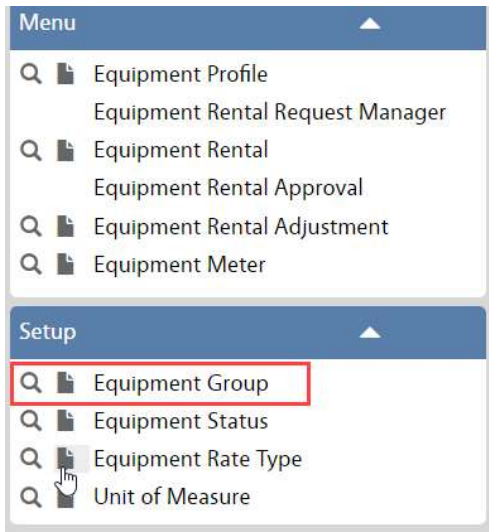 Menu
Equipment Profile
Equipment Rental Request Manager
Equipment Rental
Equipment Rental Approval
Equipment Rental Adjustment
Equipment Meter
Setup
Equipment Group
Equipment Status
Equipment Rate Type
Unit of Measure